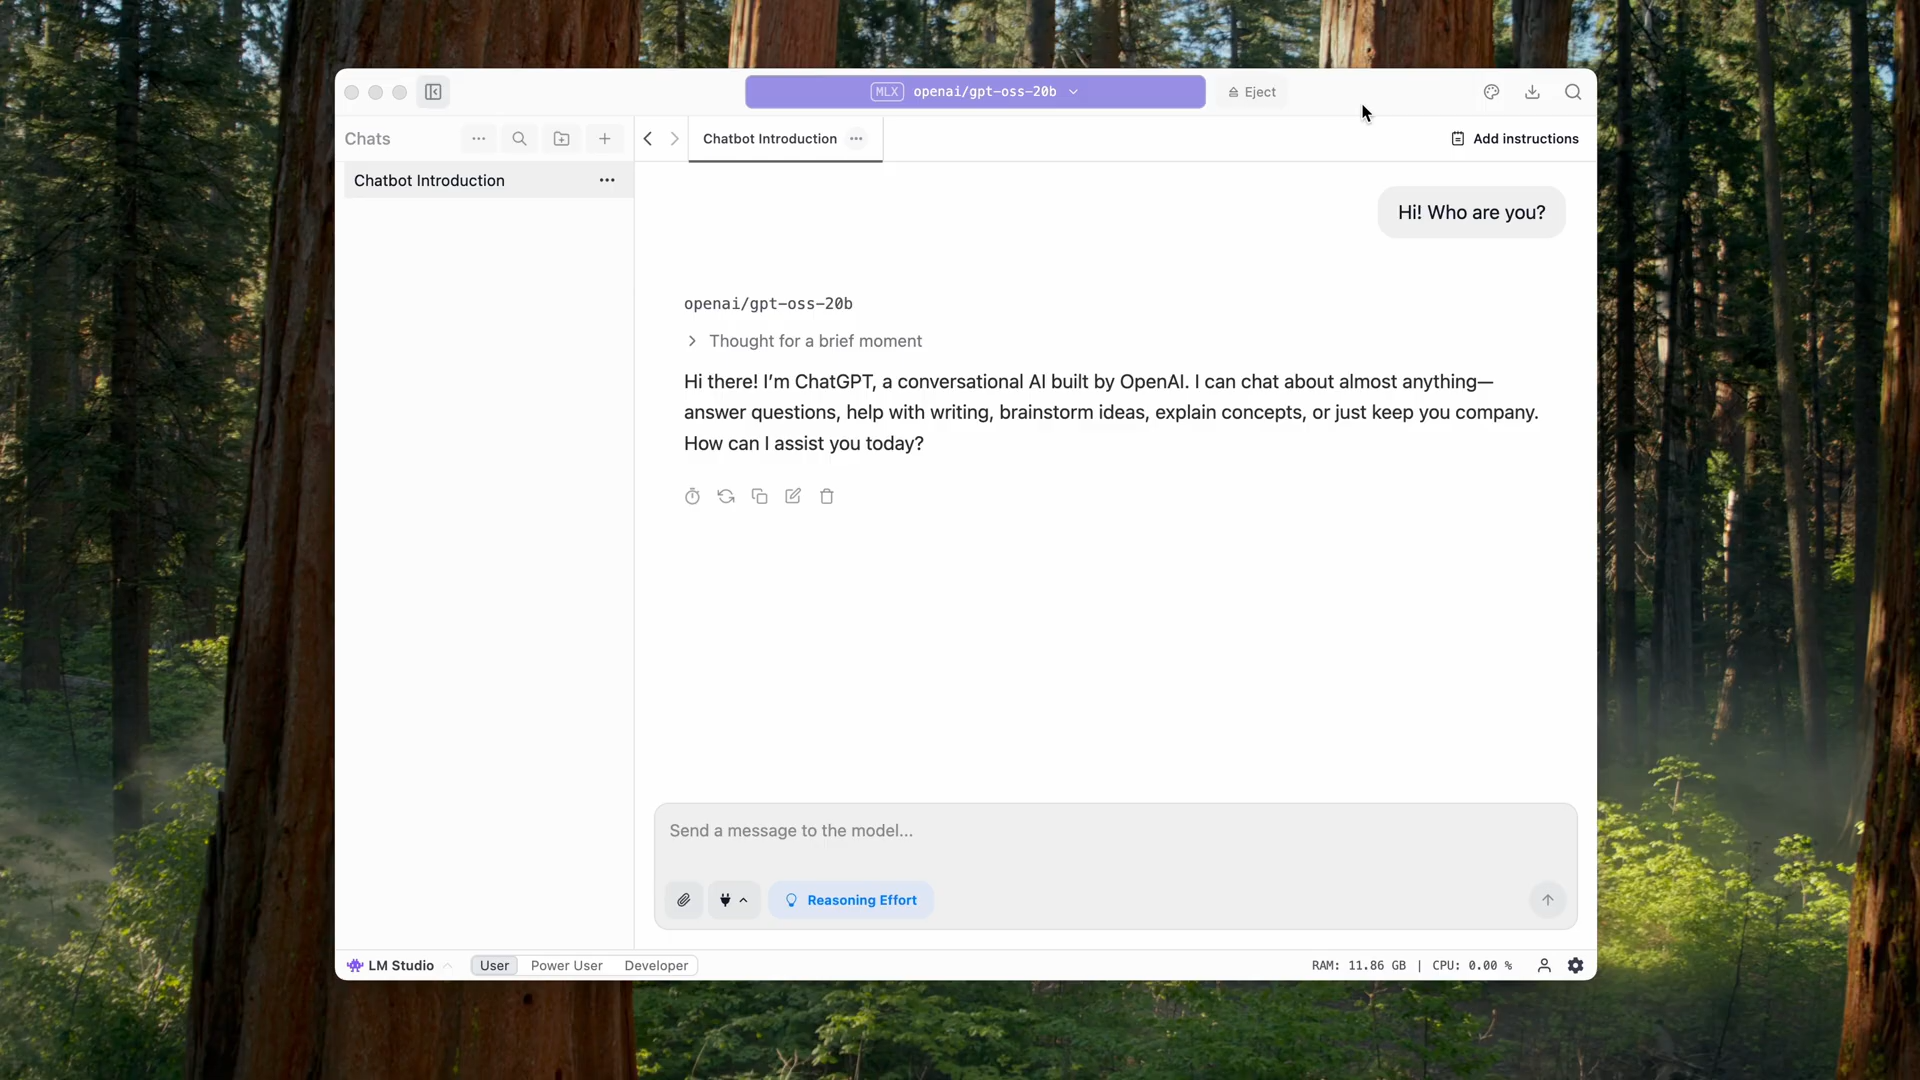 MLX openai/gpt-oss-20b
Eject
Chats
Chatbot Introduction
Add instructions
Chatbot Introduction
Hi! Who are you?
openai/gpt-oss-20b
Thought for a brief moment
Hi there! I’m ChatGPT, a conversational AI built by OpenAI. I can chat about almost anything—
answer questions, help with writing, brainstorm ideas, explain concepts, or just keep you company.
How can I assist you today?
Send a message to the model...
Reasoning Effort
LM Studio
User
Power User
Developer
RAM: 11.86 GB | CPU: 0.00 %